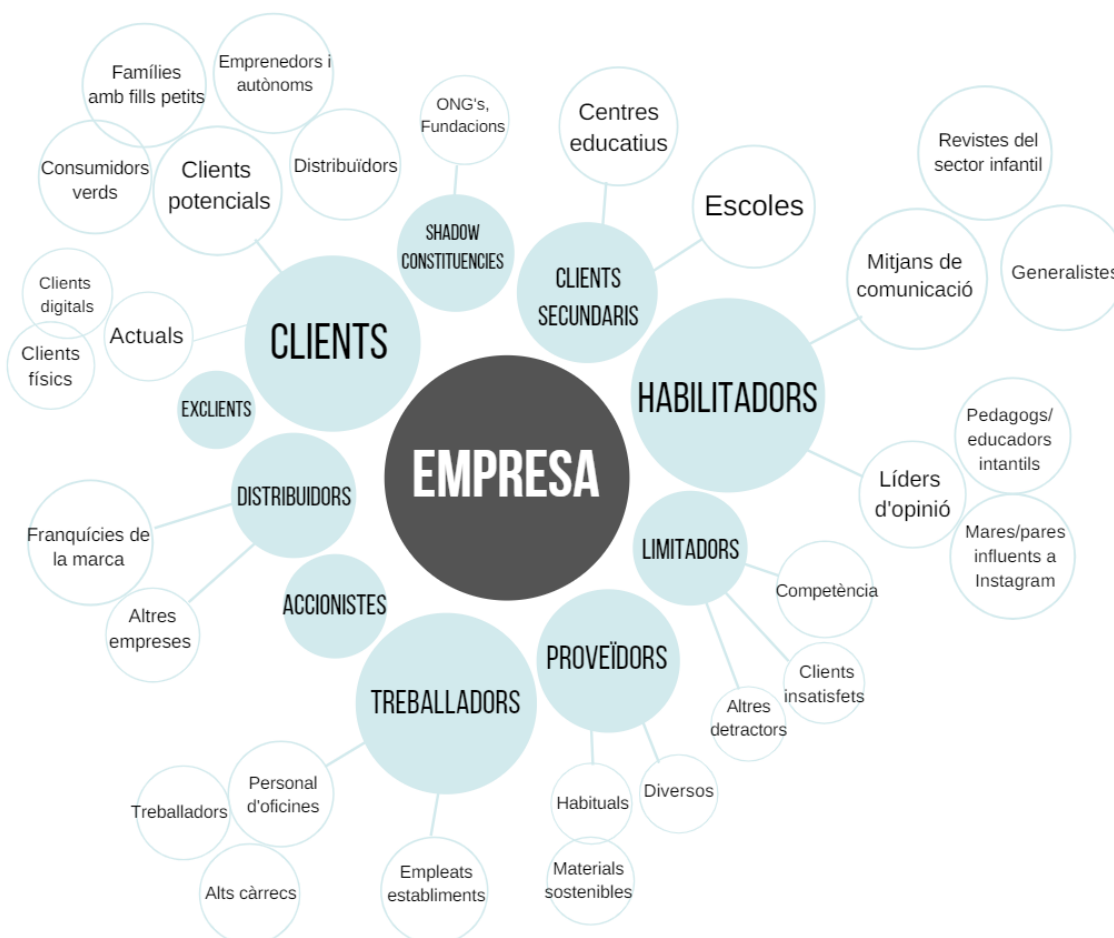 Famílies
amb fills petits
Emprenedors i
autònoms
Consumidors
verds
Clients
potencials
Distribuïdors
ONG's,
Fundacions
Centres
educatius
Escoles
Revistes del
sector infantil
Mitjans de
comunicació
Generalistes
SHADOW
CONSTITUENCIES
CLIENTS
SECUNDARIS
Clients
digitals
Clients
físics
Actuals
CLIENTS
EXCLIENTS
HABILITADORS
EMPRESA
Pedagogs/
educadors
intantils
Líders
d'opinió
Mares/pares
influents a
Instagram
DISTRIBUIDORS
Franquícies de
la marca
Altres
empreses
ACCIONISTES
LIMITADORS
Competència
Clients
insatisfets
Altres
detractors
PROVEÏDORS
TREBALLADORS
Personal
d'oficines
Treballadors
Alts càrrecs
Empleats
establiments
Habituals
Diversos
Materials
sostenibles